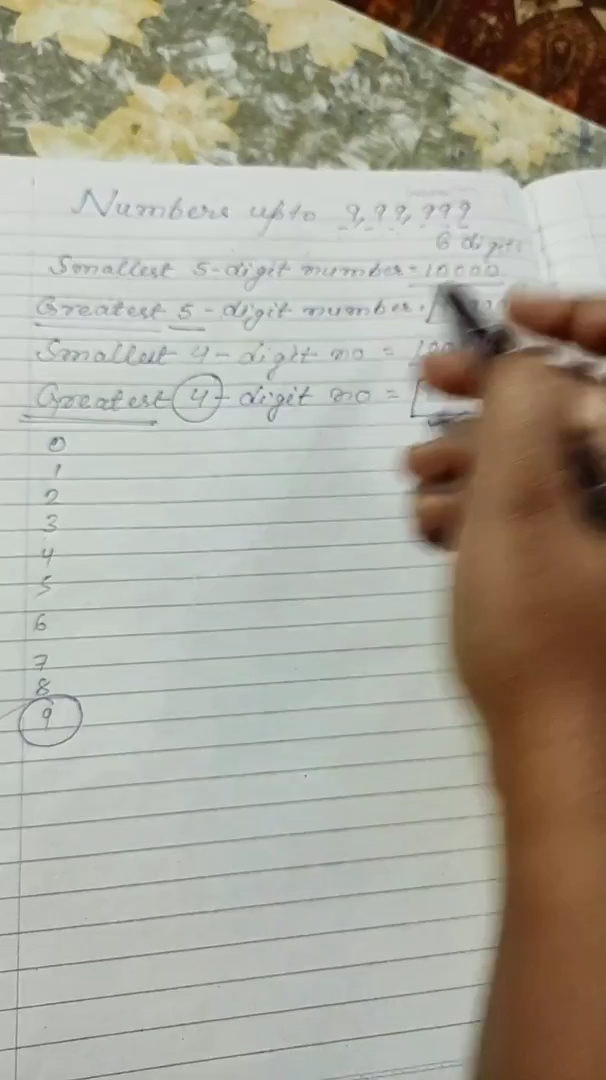 Numbers upto 9,99,999
6 digits
Smallest 5-digit number = 10000
Greatest 5-digit number.
Smallest 4-digit no =
Greatest 4-digit no =
0
1
2
3
4
5
6
7
8
9